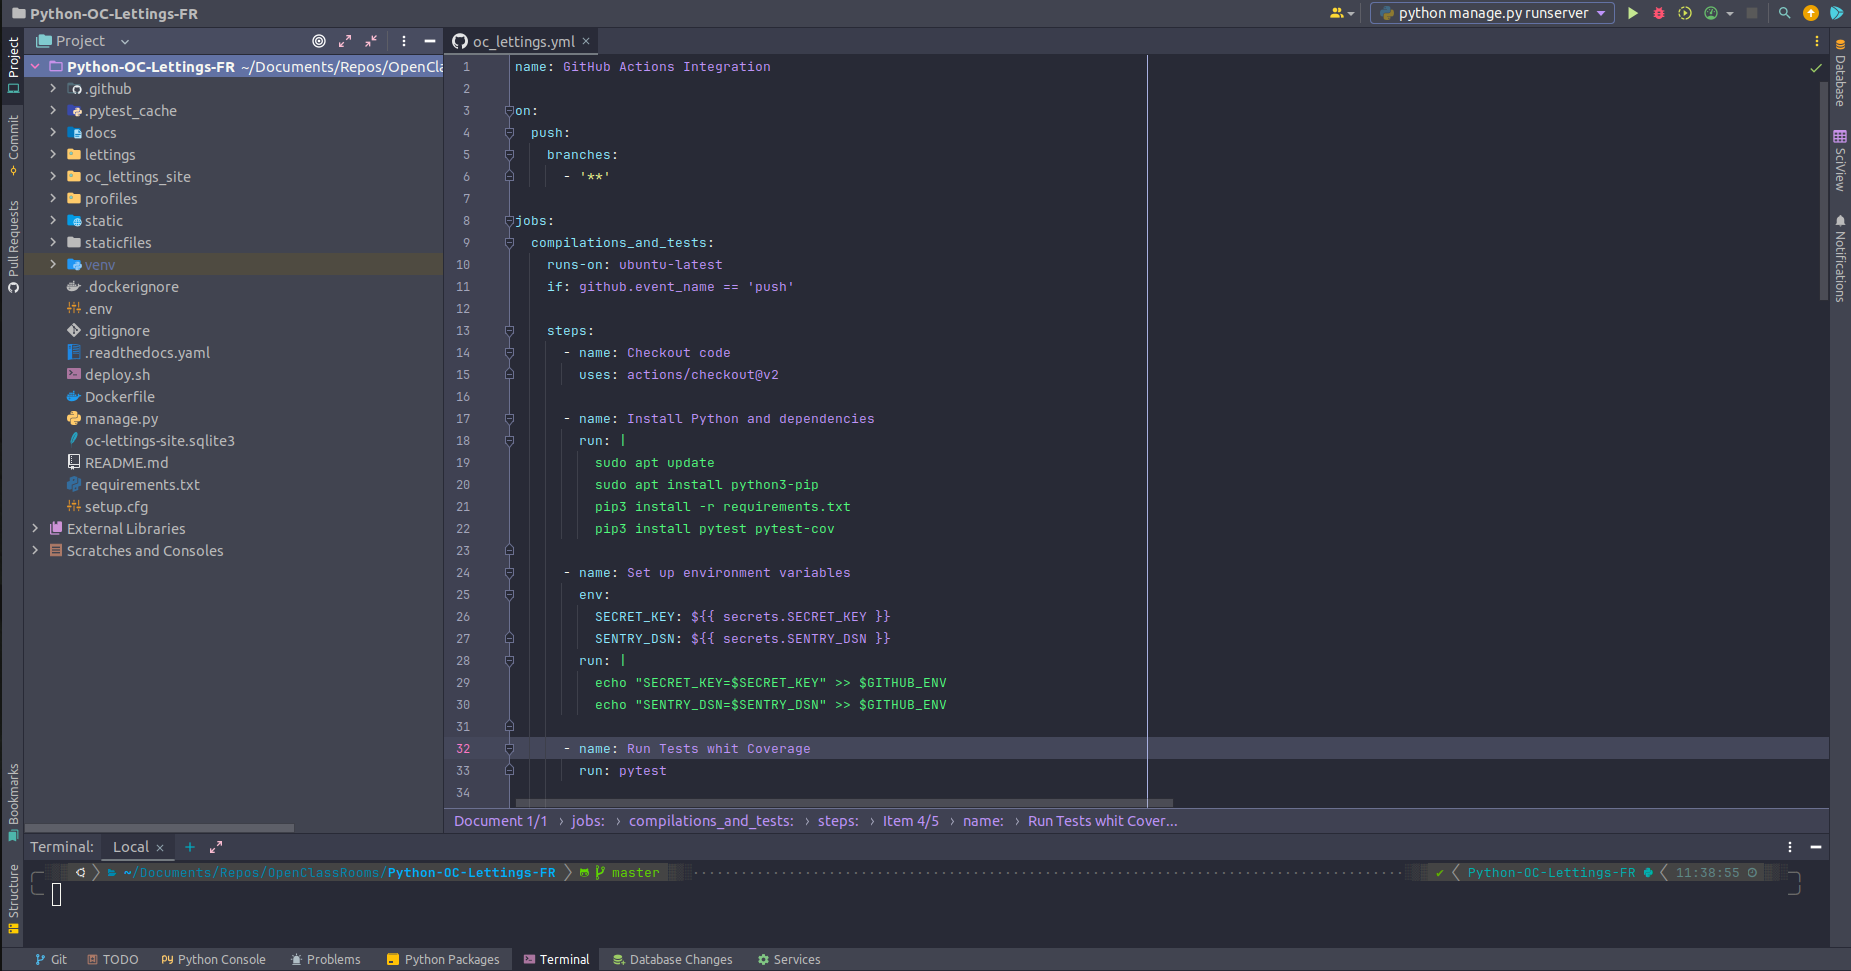 Python-OC-Lettings-FR
python manage.py runserver
Project
oc_lettings.yml
Project
Commit
Pull Requests
Bookmarks
Structure
Python-OC-Lettings-FR ~/Documents/Repos/OpenCla
.github
.pytest_cache
docs
lettings
oc_lettings_site
profiles
static
staticfiles
venv
.dockerignore
.env
.gitignore
.readthedocs.yaml
deploy.sh
Dockerfile
manage.py
oc-lettings-site.sqlite3
README.md
requirements.txt
setup.cfg
External Libraries
Scratches and Consoles
1 name: GitHub Actions Integration
2
3 on:
4 push:
5 branches:
6 - '**'
7
8 jobs:
9 compilations_and_tests:
10 runs-on: ubuntu-latest
11 if: github.event_name == 'push'
12
13 steps:
14 - name: Checkout code
15 uses: actions/checkout@v2
16
17 - name: Install Python and dependencies
18 run: |
19 sudo apt update
20 sudo apt install python3-pip
21 pip3 install -r requirements.txt
22 pip3 install pytest pytest-cov
23
24 - name: Set up environment variables
25 env:
26 SECRET_KEY: ${{ secrets.SECRET_KEY }}
27 SENTRY_DSN: ${{ secrets.SENTRY_DSN }}
28 run: |
29 echo "SECRET_KEY=$SECRET_KEY" >> $GITHUB_ENV
30 echo "SENTRY_DSN=$SENTRY_DSN" >> $GITHUB_ENV
31
32 - name: Run Tests whit Coverage
33 run: pytest
34
Document 1/1 › jobs: › compilations_and_tests: › steps: › Item 4/5 › name: › Run Tests whit Cover...
Database
SciView
Notifications
Terminal: Local
~/Documents/Repos/OpenClassRooms/Python-OC-Lettings-FR master
Python-OC-Lettings-FR 11:38:55
Git TODO Python Console Problems Python Packages Terminal Database Changes Services